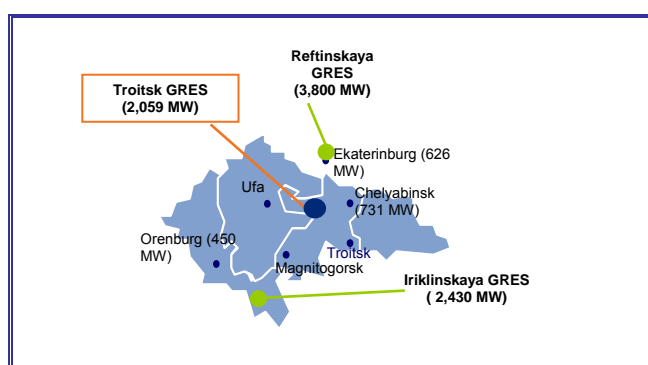 Reftinskaya
GRES
(3,800 MW)
Troitsk GRES
(2,059 MW)
Ekaterinburg (626
MW)
Ufa
Chelyabinsk
(731 MW)
Orenburg (450
MW)
Troitsk
Magnitogorsk
Iriklinskaya GRES
( 2,430 MW)